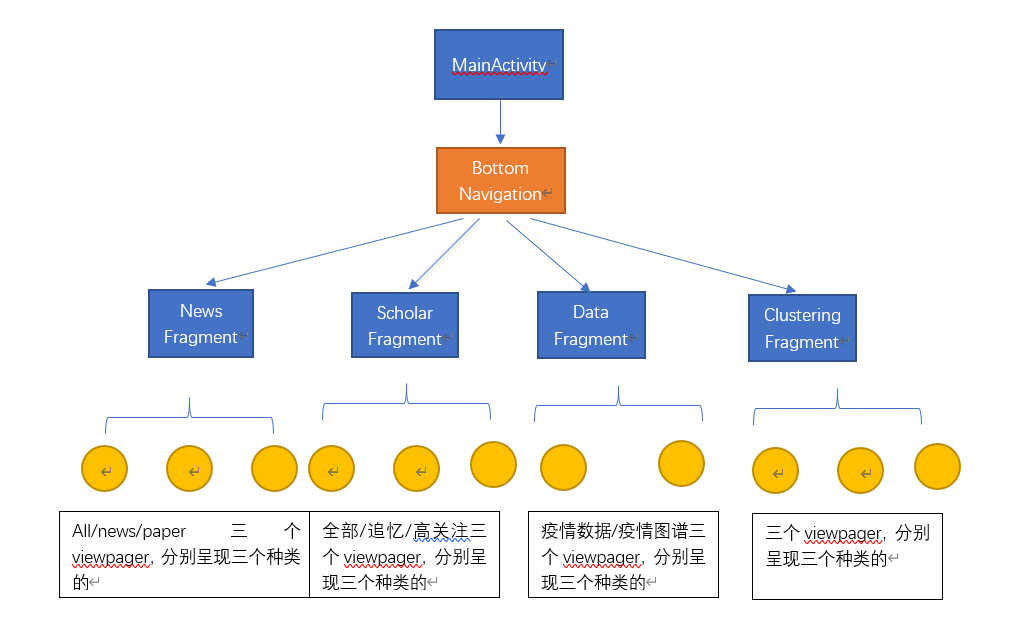 MainActivity
Bottom
Navigation
News
Fragment
Scholar
Fragment
Data
Fragment
Clustering
Fragment
All/news/paper 三个
viewpager, 分别呈现三个种类
的
全部/追忆/高关注三
个 viewpager, 分别呈
现三个种类的
疫情数据/疫情图谱三
个 viewpager, 分别呈
现三个种类的
三个 viewpager, 分别
呈现三个种类的